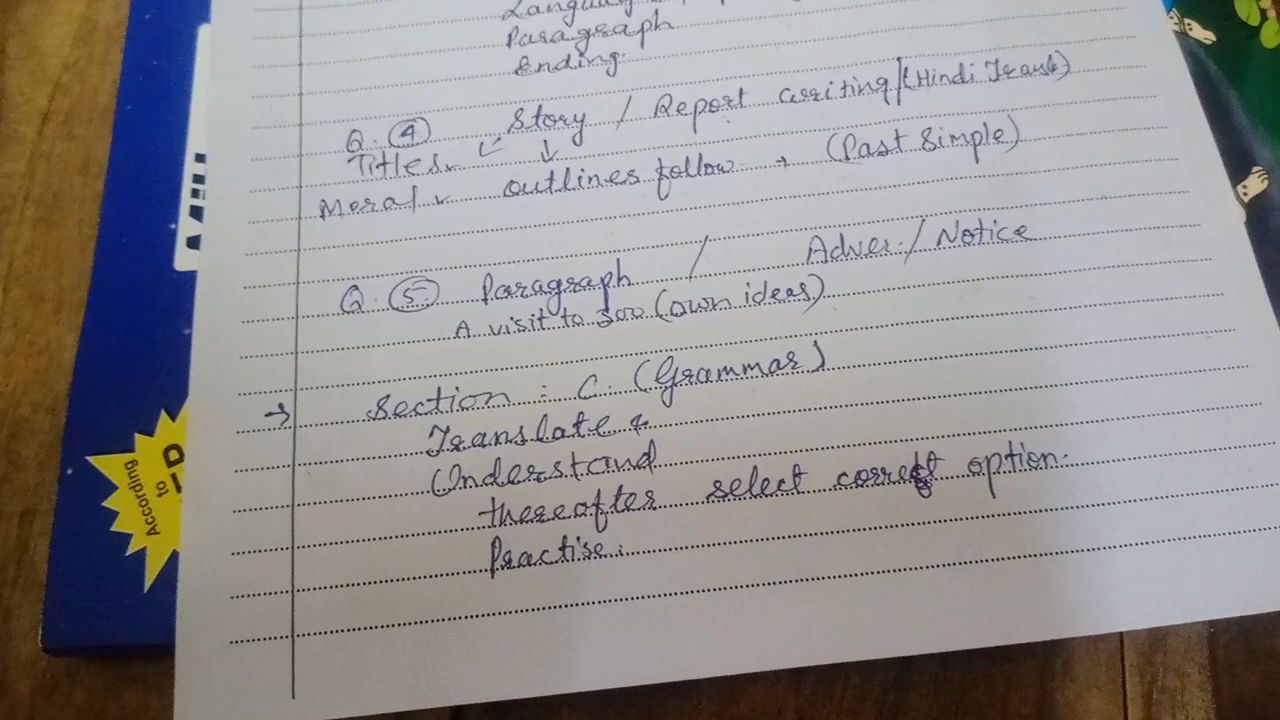 Language
Paragraph
Ending.
Q. 4 Story / Report writing/(Hindi Trans)
Titles ↓
Moral outlines follow + (Past Simple)
Q. 5 Paragraph / Adver./Notice
A visit to zoo (own ideas)
→ Section : C. (Grammar)
Translate &
Understand
thereafter select correct option.
Practise.
According
to